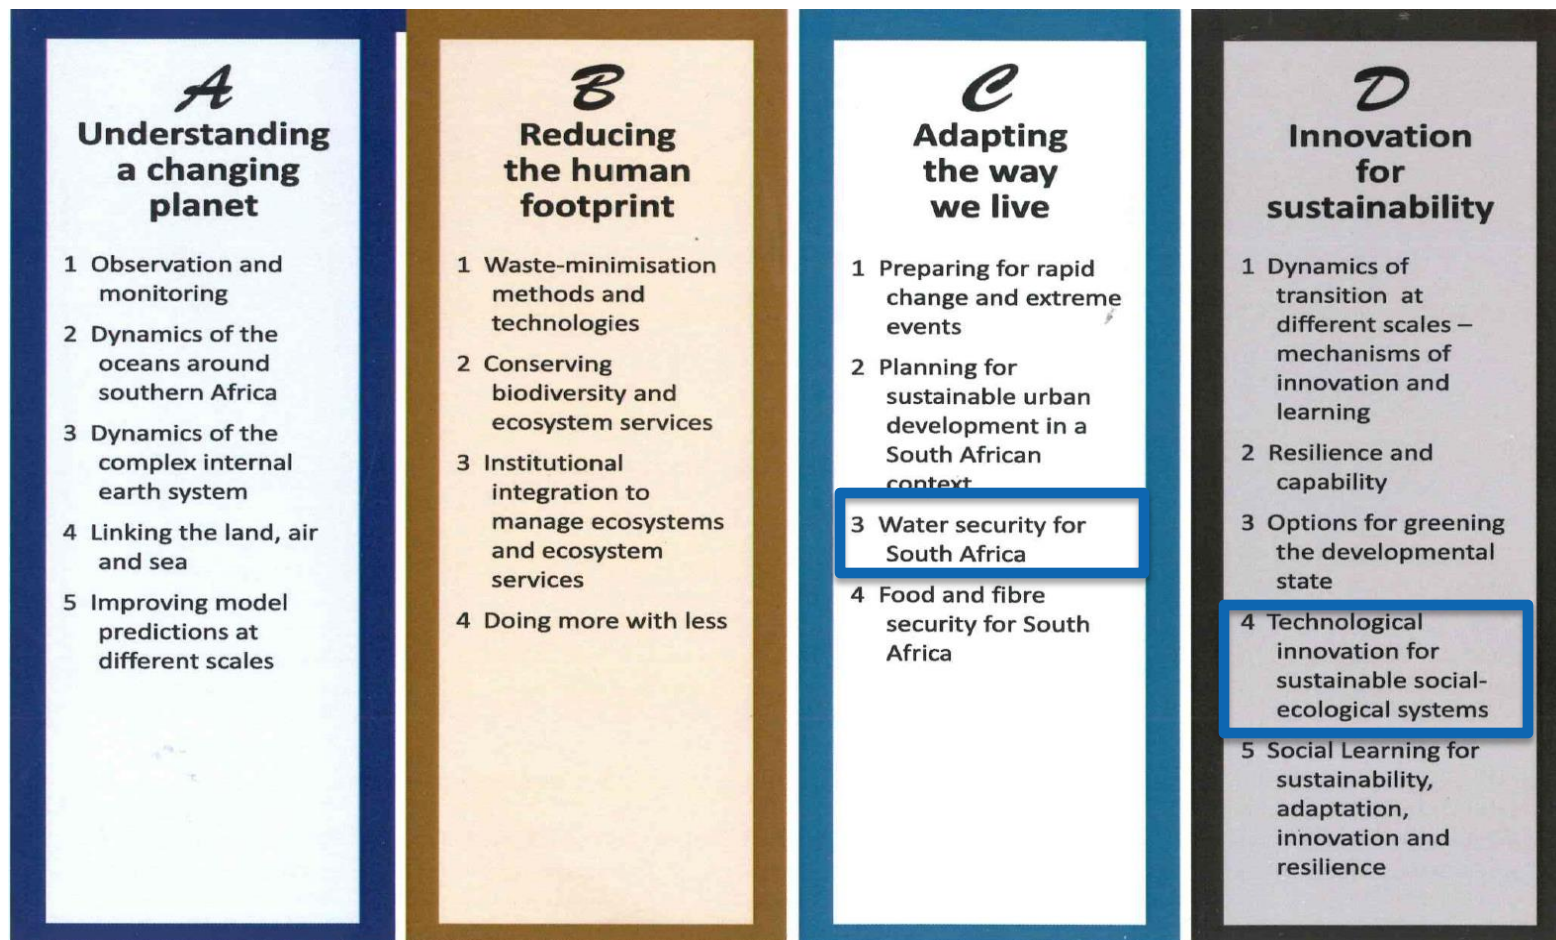 A
Understanding
a changing
planet
1 Observation and
monitoring
2 Dynamics of the
oceans around
southern Africa
3 Dynamics of the
complex internal
earth system
4 Linking the land, air
and sea
5 Improving model
predictions at
different scales
B
Reducing
the human
footprint
1 Waste-minimisation
methods and
technologies
2 Conserving
biodiversity and
ecosystem services
3 Institutional
integration to
manage ecosystems
and ecosystem
services
4 Doing more with less
C
Adapting
the way
we live
1 Preparing for rapid
change and extreme
events
2 Planning for
sustainable urban
development in a
South African
context
3 Water security for
South Africa
4 Food and fibre
security for South
Africa
D
Innovation
for
sustainability
1 Dynamics of
transition at
different scales –
mechanisms of
innovation and
learning
2 Resilience and
capability
3 Options for greening
the developmental
state
4 Technological
innovation for
sustainable social-
ecological systems
5 Social Learning for
sustainability,
adaptation,
innovation and
resilience